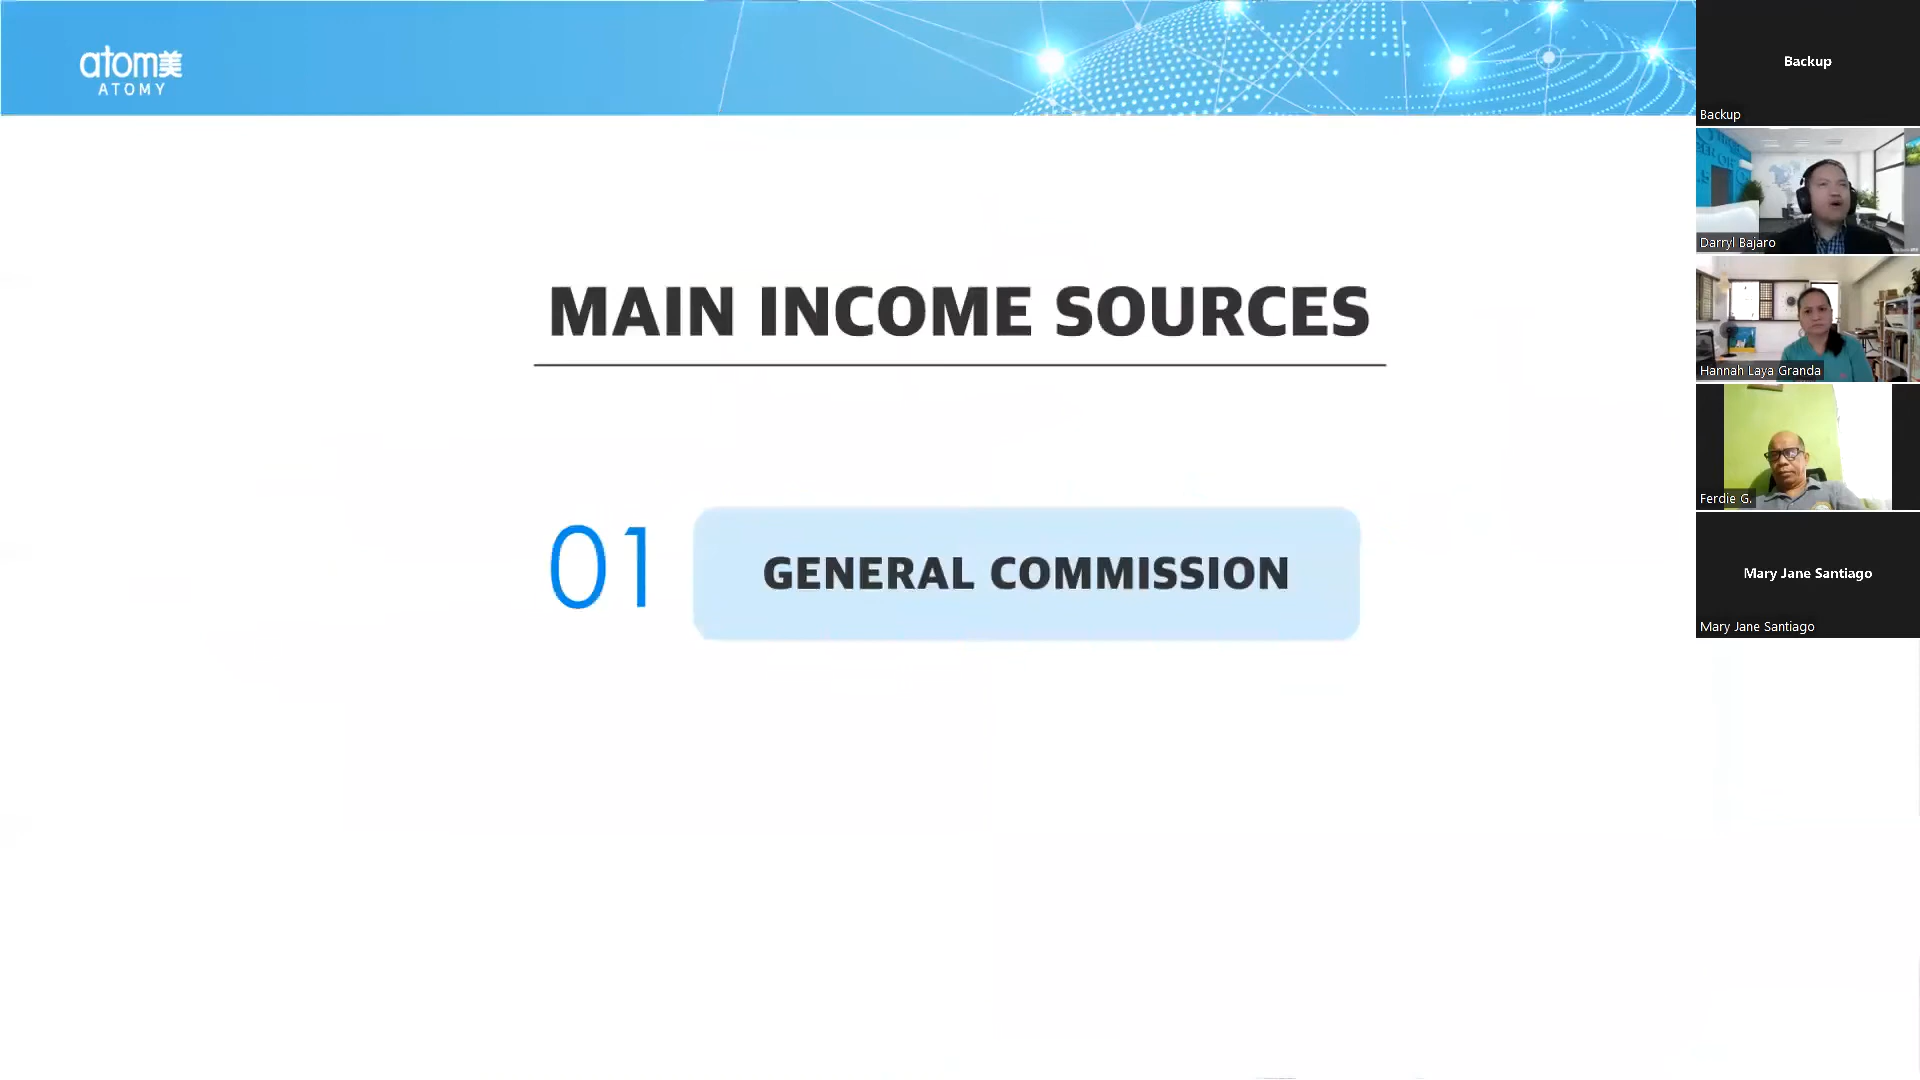 atom美
ATOMY
MAIN INCOME SOURCES
01
GENERAL COMMISSION
Backup
Backup
Darryl Bajaro
Hannah Laya Granda
Ferdie G.
Mary Jane Santiago
Mary Jane Santiago